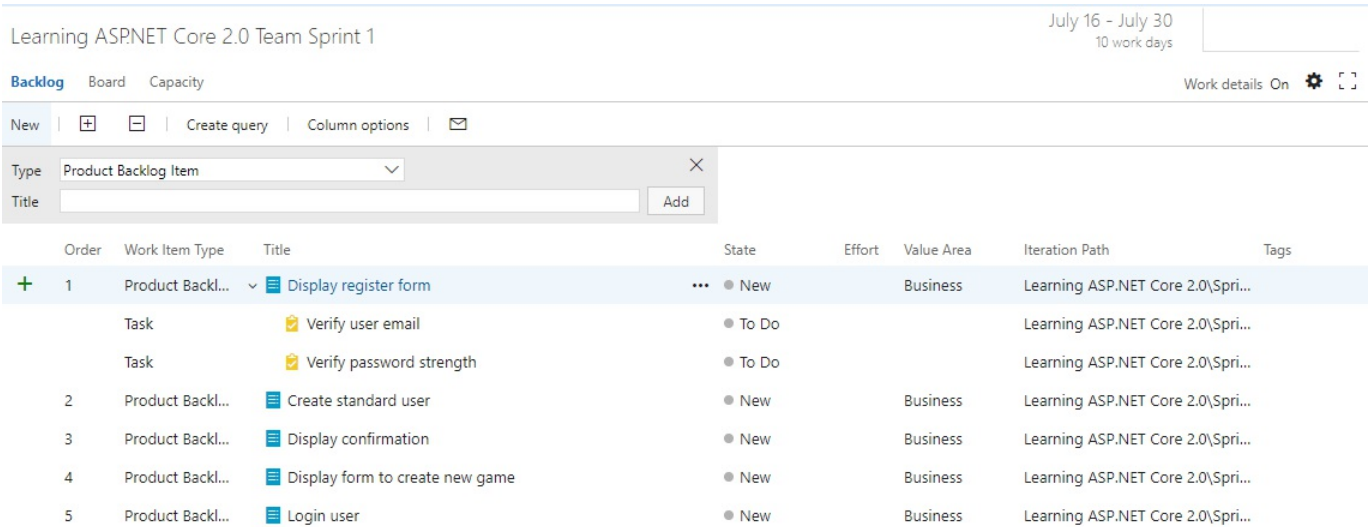 Learning ASP.NET Core 2.0 Team Sprint 1
July 16 - July 30
10 work days
Backlog Board Capacity
Work details On
New Create query Column options
Type Product Backlog Item
Title Add
Order Work Item Type Title State Effort Value Area Iteration Path Tags
1 Product Backl... Display register form ... New Business Learning ASP.NET Core 2.0\Spri...
Task Verify user email To Do Learning ASP.NET Core 2.0\Spri...
Task Verify password strength To Do Learning ASP.NET Core 2.0\Spri...
2 Product Backl... Create standard user New Business Learning ASP.NET Core 2.0\Spri...
3 Product Backl... Display confirmation New Business Learning ASP.NET Core 2.0\Spri...
4 Product Backl... Display form to create new game New Business Learning ASP.NET Core 2.0\Spri...
5 Product Backl... Login user New Business Learning ASP.NET Core 2.0\Spri...